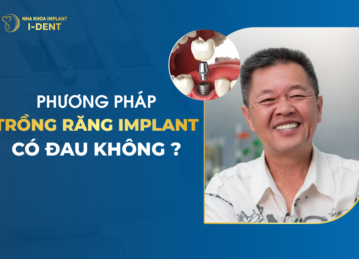 NHA KHOA IMPLANT
I-DENT
PHƯƠNG PHÁP
TRỒNG RĂNG IMPLANT
CÓ ĐAU KHÔNG ?